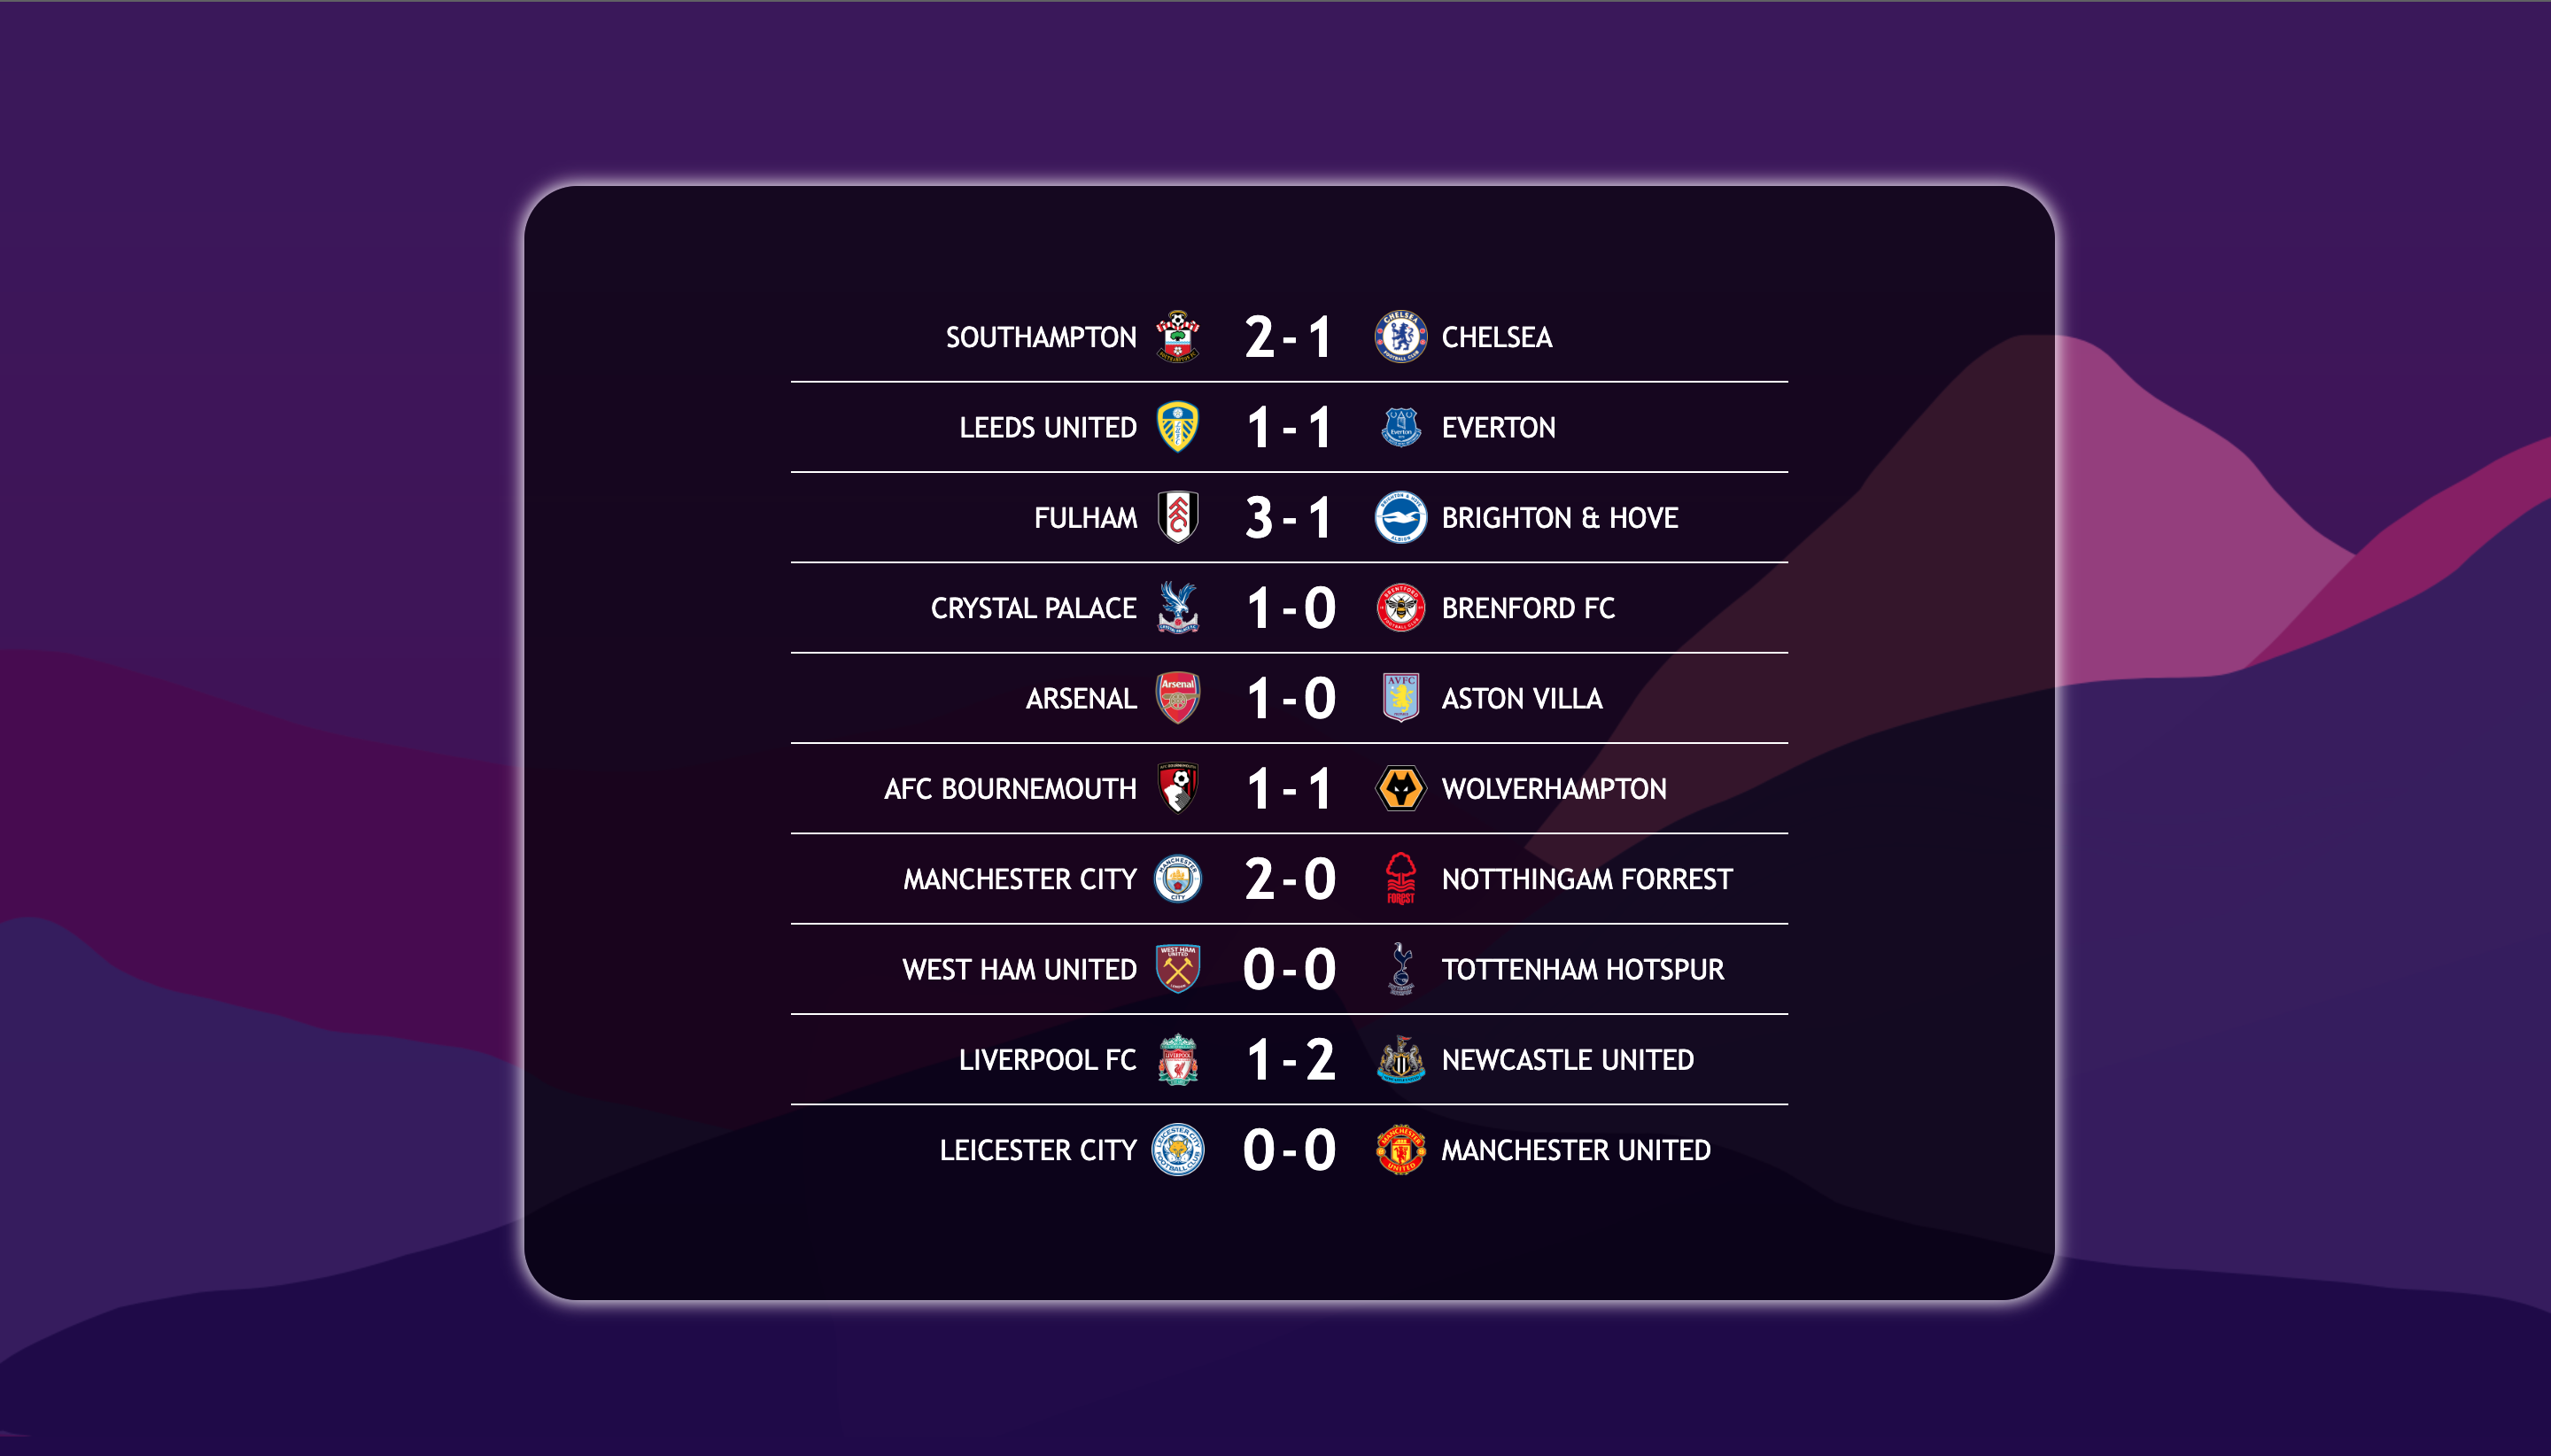 SOUTHAMPTON 2 - 1 CHELSEA
LEEDS UNITED 1 - 1 EVERTON
FULHAM 3 - 1 BRIGHTON & HOVE
CRYSTAL PALACE 1 - 0 BRENFORD FC
ARSENAL 1 - 0 ASTON VILLA
AFC BOURNEMOUTH 1 - 1 WOLVERHAMPTON
MANCHESTER CITY 2 - 0 NOTTHINGAM FORREST
WEST HAM UNITED 0 - 0 TOTTENHAM HOTSPUR
LIVERPOOL FC 1 - 2 NEWCASTLE UNITED
LEICESTER CITY 0 - 0 MANCHESTER UNITED